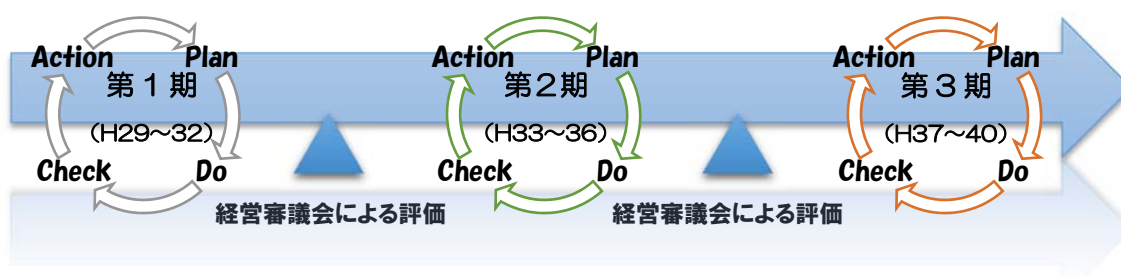 Action Plan
第1期
(H29～32)
Check Do
Action Plan
第2期
(H33～36)
Check Do
Action Plan
第3期
(H37～40)
Check Do
経営審議会による評価
経営審議会による評価